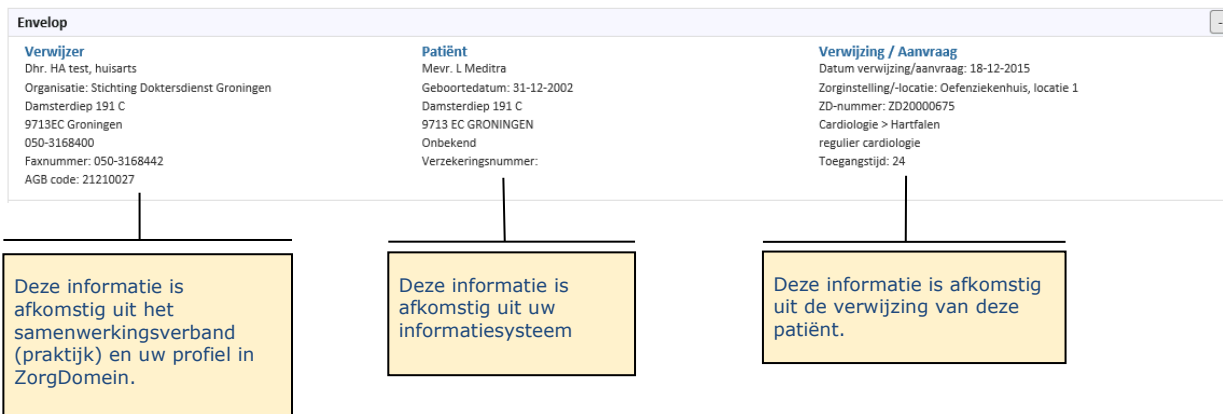 Envelop
Verwijzer
Dhr. HA test, huisarts
Organisatie: Stichting Doktersdienst Groningen
Damsterdiep 191 C
9713EC Groningen
050-3168400
Faxnummer: 050-3168442
AGB code: 21210027
Patiënt
Mevr. L Meditra
Geboortedatum: 31-12-2002
Damsterdiep 191 C
9713 EC GRONINGEN
Onbekend
Verzekeringsnummer:
Verwijzing / Aanvraag
Datum verwijzing/aanvraag: 18-12-2015
Zorginstelling/-locatie: Oefenziekenhuis, locatie 1
ZD-nummer: ZD20000675
Cardiologie > Hartfalen
regulier cardiologie
Toegangstijd: 24
Deze informatie is
afkomstig uit het
samenwerkingsverband
(praktijk) en uw profiel in
ZorgDomein.
Deze informatie is
afkomstig uit uw
informatiesysteem
Deze informatie is afkomstig
uit de verwijzing van deze
patiënt.